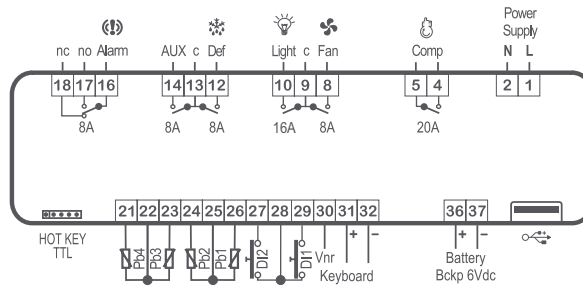 Power
Supply
nc no Alarm AUX c Def Light c Fan Comp N L
18 17 16 14 13 12 10 9 8 5 4 2 1
8A 8A 8A 16A 8A 20A
21 22 23 24 25 26 27 28 29 30 31 32 36 37
HOT KEY
TTL
Pb4 Pb3 Pb2 Pb1 DI2 DI1
Vnr + − + −
Keyboard
Battery
Bckp 6Vdc